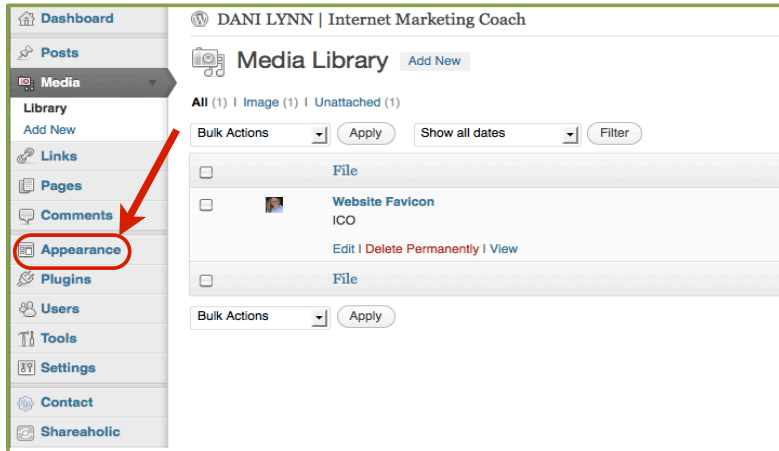 Dashboard
Posts
Media
Library
Add New
Links
Pages
Comments
Appearance
Plugins
Users
Tools
Settings
Contact
Shareaholic
DANI LYNN | Internet Marketing Coach
Media Library Add New
All (1) | Image (1) | Unattached (1)
Bulk Actions Apply Show all dates Filter
File
Website Favicon
ICO
Edit | Delete Permanently | View
File
Bulk Actions Apply